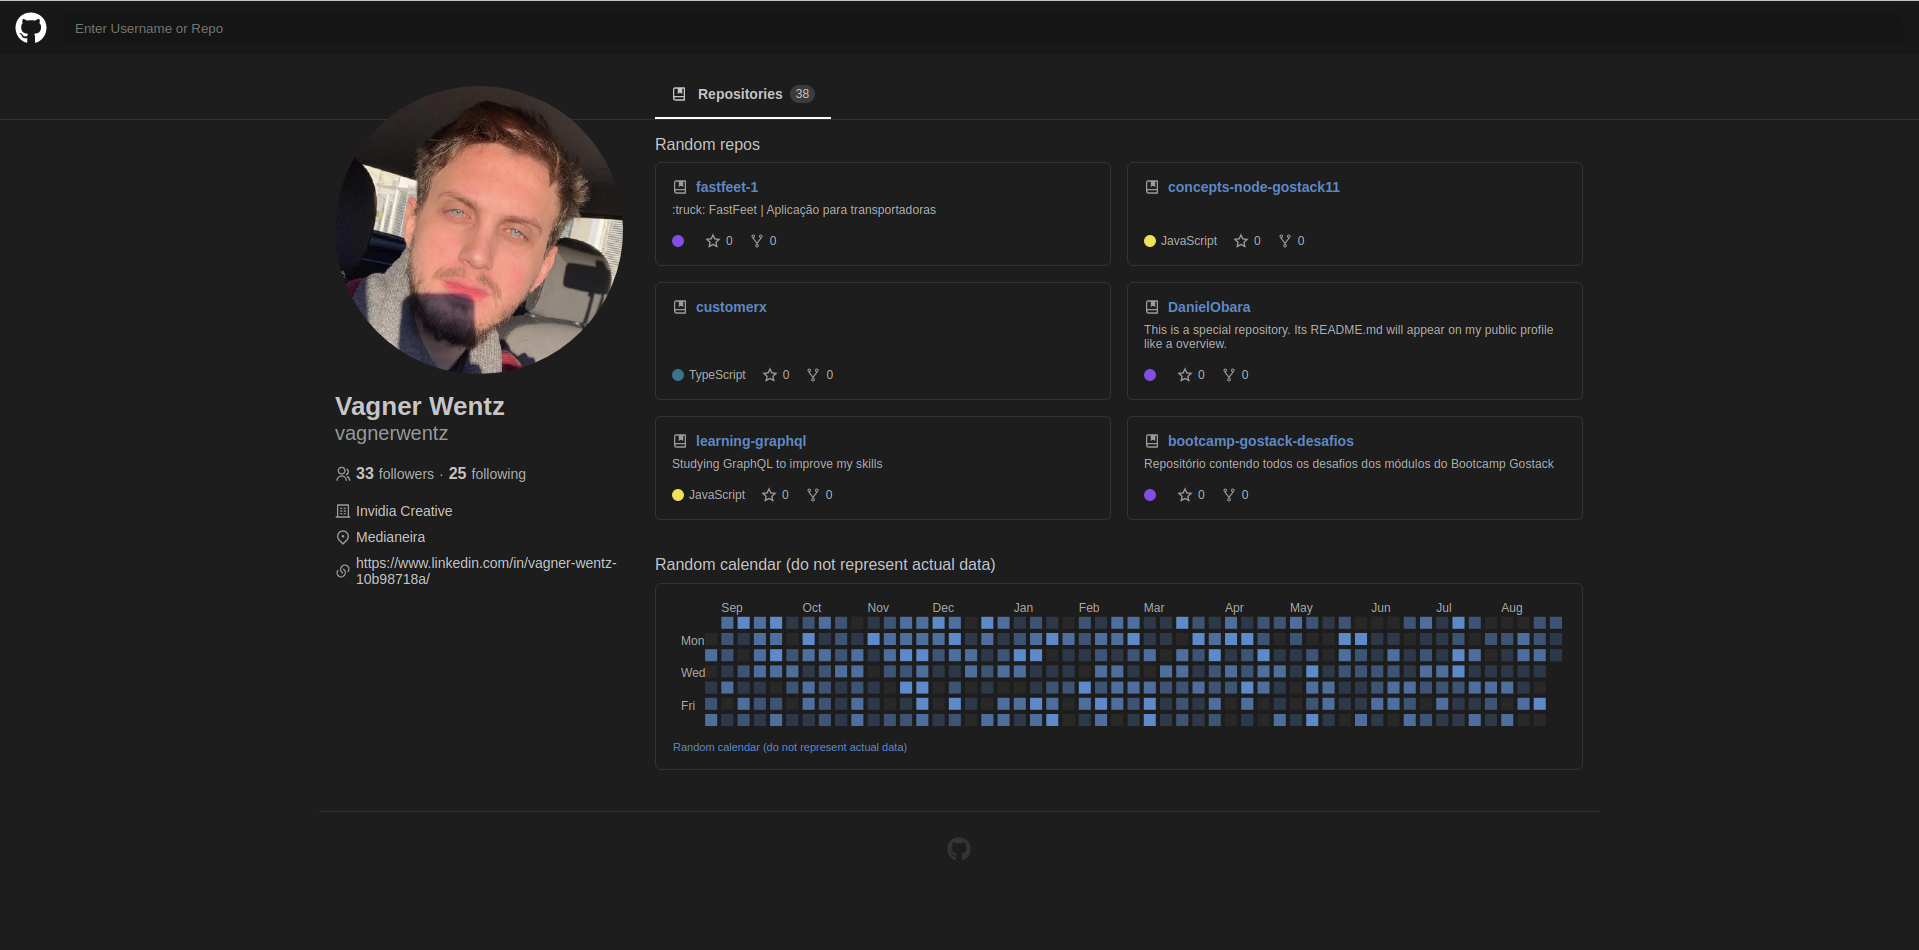 Enter Username or Repo
Repositories 38
Vagner Wentz
vagnerwentz
33 followers · 25 following
Invidia Creative
Medianeira
https://www.linkedin.com/in/vagner-wentz-
10b98718a/
Random repos
fastfeet-1
:truck: FastFeet | Aplicação para transportadoras
0 0
concepts-node-gostack11
JavaScript 0 0
customerx
TypeScript 0 0
DanielObara
This is a special repository. Its README.md will appear on my public profile
like a overview.
0 0
learning-graphql
Studying GraphQL to improve my skills
JavaScript 0 0
bootcamp-gostack-desafios
Repositório contendo todos os desafios dos módulos do Bootcamp Gostack
0 0
Random calendar (do not represent actual data)
Sep Oct Nov Dec Jan Feb Mar Apr May Jun Jul Aug
Mon
Wed
Fri
Random calendar (do not represent actual data)